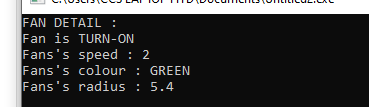 FAN DETAIL :
Fan is TURN-ON
Fans's speed : 2
Fans's colour : GREEN
Fans's radius : 5.4